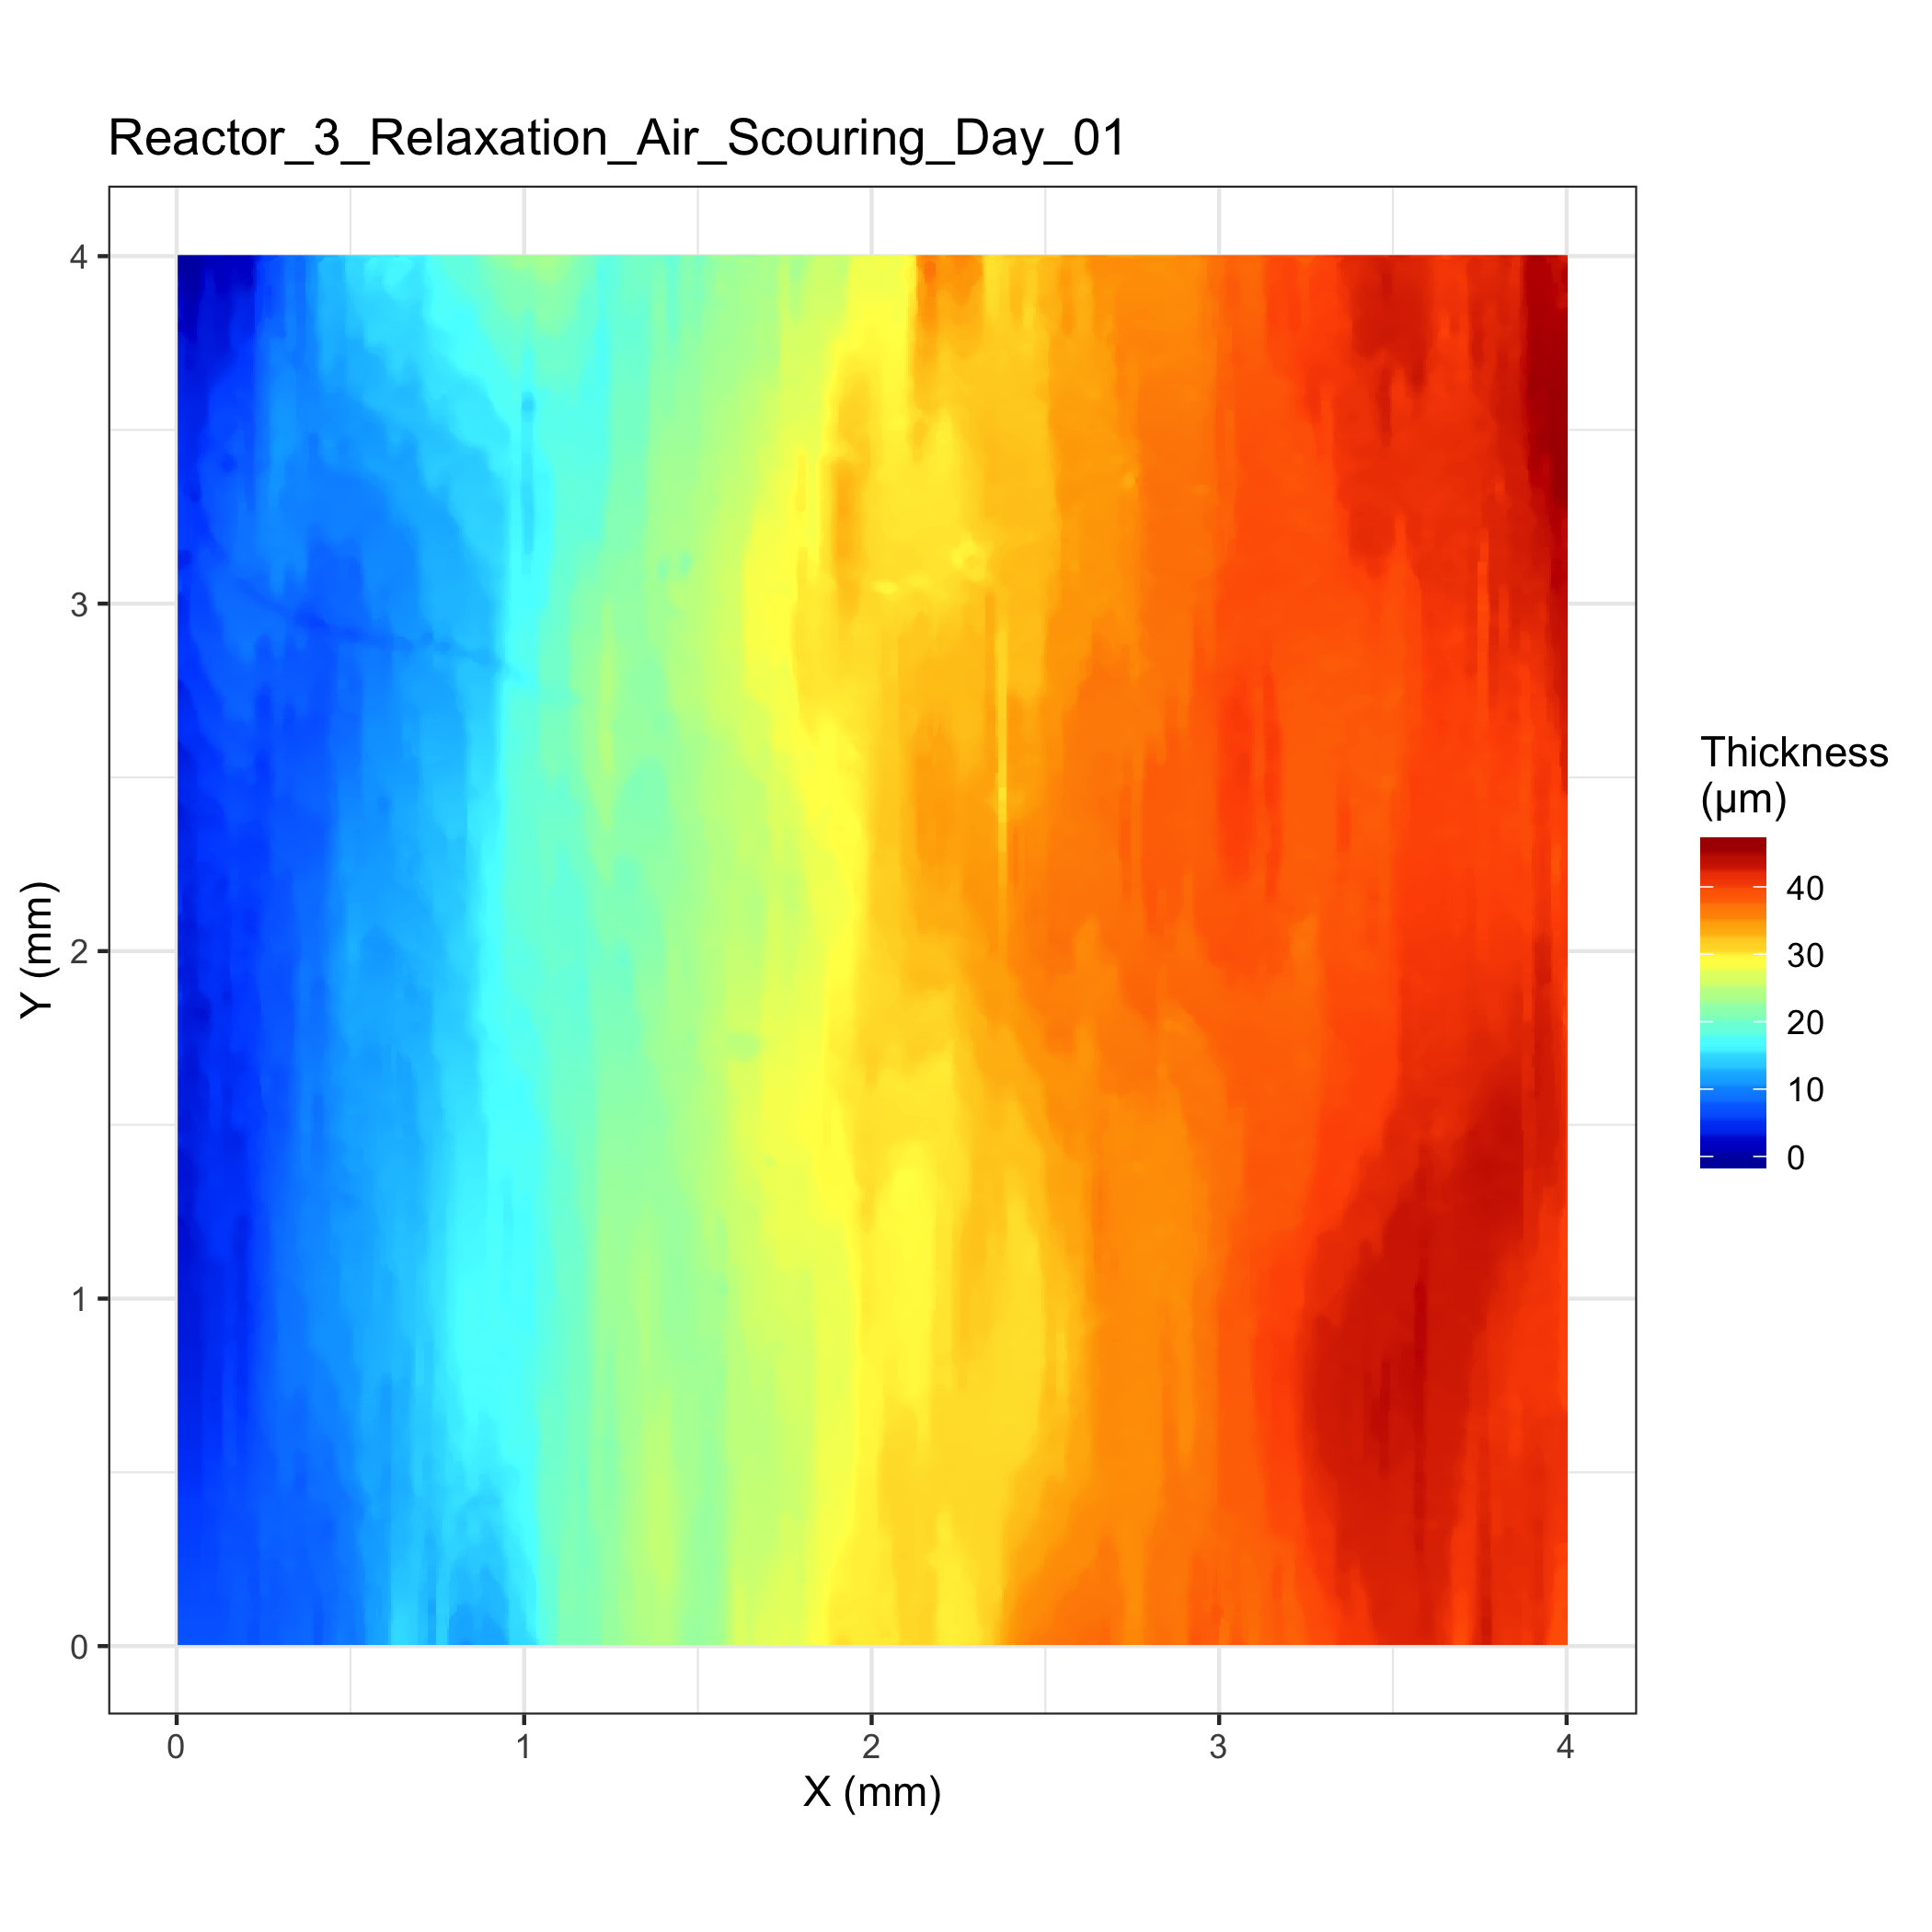 Reactor_3_Relaxation_Air_Scouring_Day_01
4
3
2
1
0
Y (mm)
0 1 2 3 4
X (mm)
Thickness
(µm)
40
30
20
10
0